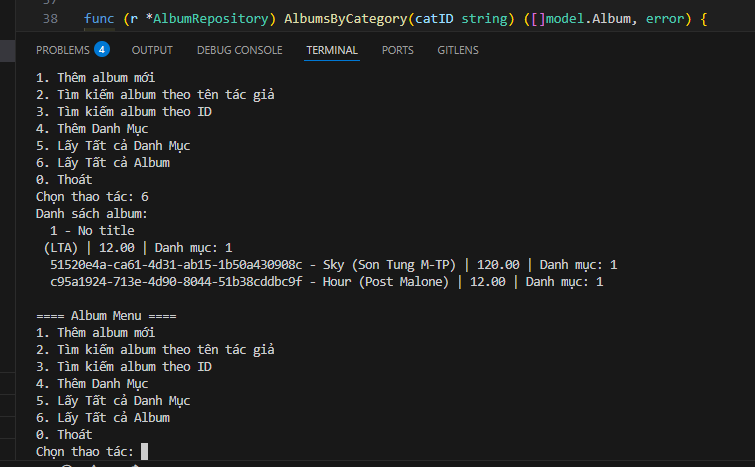 38 func (r *AlbumRepository) AlbumsByCategory(catID string) ([]model.Album, error) {
PROBLEMS 4 OUTPUT DEBUG CONSOLE TERMINAL PORTS GITLENS
1. Thêm album mới
2. Tìm kiếm album theo tên tác giả
3. Tìm kiếm album theo ID
4. Thêm Danh Mục
5. Lấy Tất cả Danh Mục
6. Lấy Tất cả Album
0. Thoát
Chọn thao tác: 6
Danh sách album:
1 - No title
(LTA) | 12.00 | Danh mục: 1
51520e4a-ca61-4d31-ab15-1b50a430908c - Sky (Son Tung M-TP) | 120.00 | Danh mục: 1
c95a1924-713e-4d90-8044-51b38cddbc9f - Hour (Post Malone) | 12.00 | Danh mục: 1
==== Album Menu ====
1. Thêm album mới
2. Tìm kiếm album theo tên tác giả
3. Tìm kiếm album theo ID
4. Thêm Danh Mục
5. Lấy Tất cả Danh Mục
6. Lấy Tất cả Album
0. Thoát
Chọn thao tác: